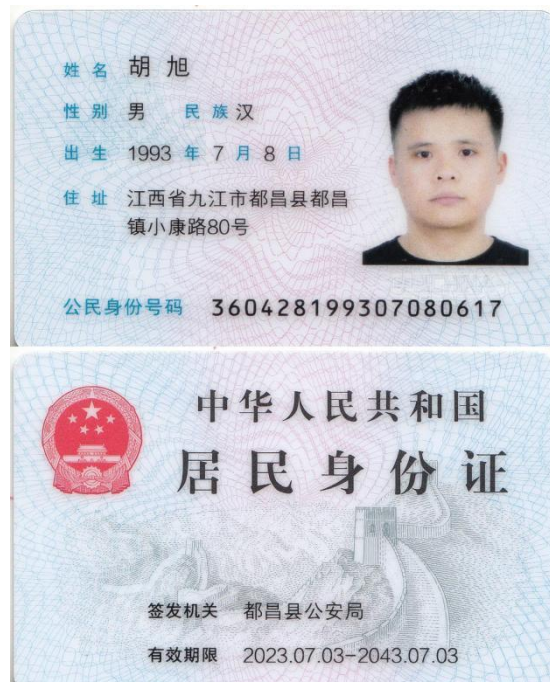 姓名 胡旭
性别 男 民族 汉
出生 1993 年 7 月 8 日
住址 江西省九江市都昌县都昌
镇小康路80号
公民身份号码 360428199307080617
中华人民共和国
居民身份证
签发机关 都昌县公安局
有效期限 2023.07.03-2043.07.03